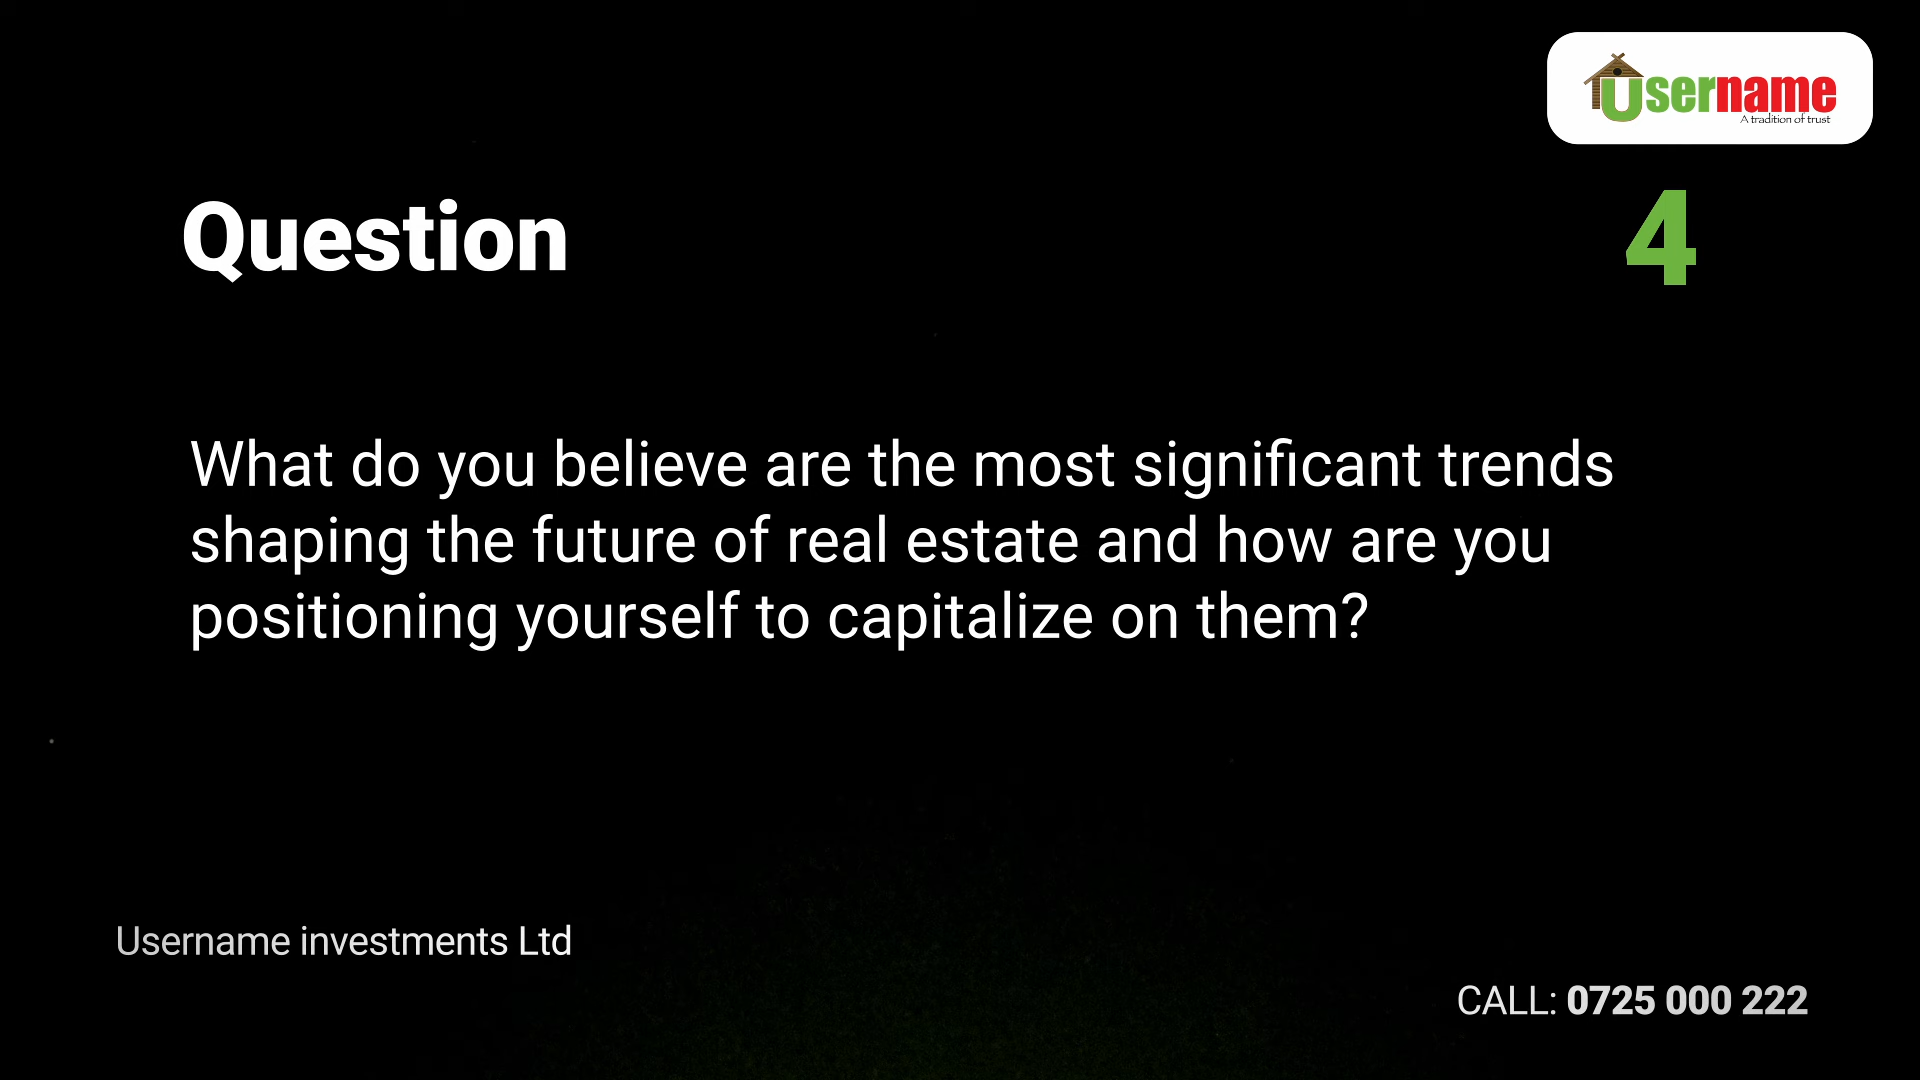 Username
A tradition of trust
Question
4
What do you believe are the most significant trends
shaping the future of real estate and how are you
positioning yourself to capitalize on them?
Username investments Ltd
CALL: 0725 000 222